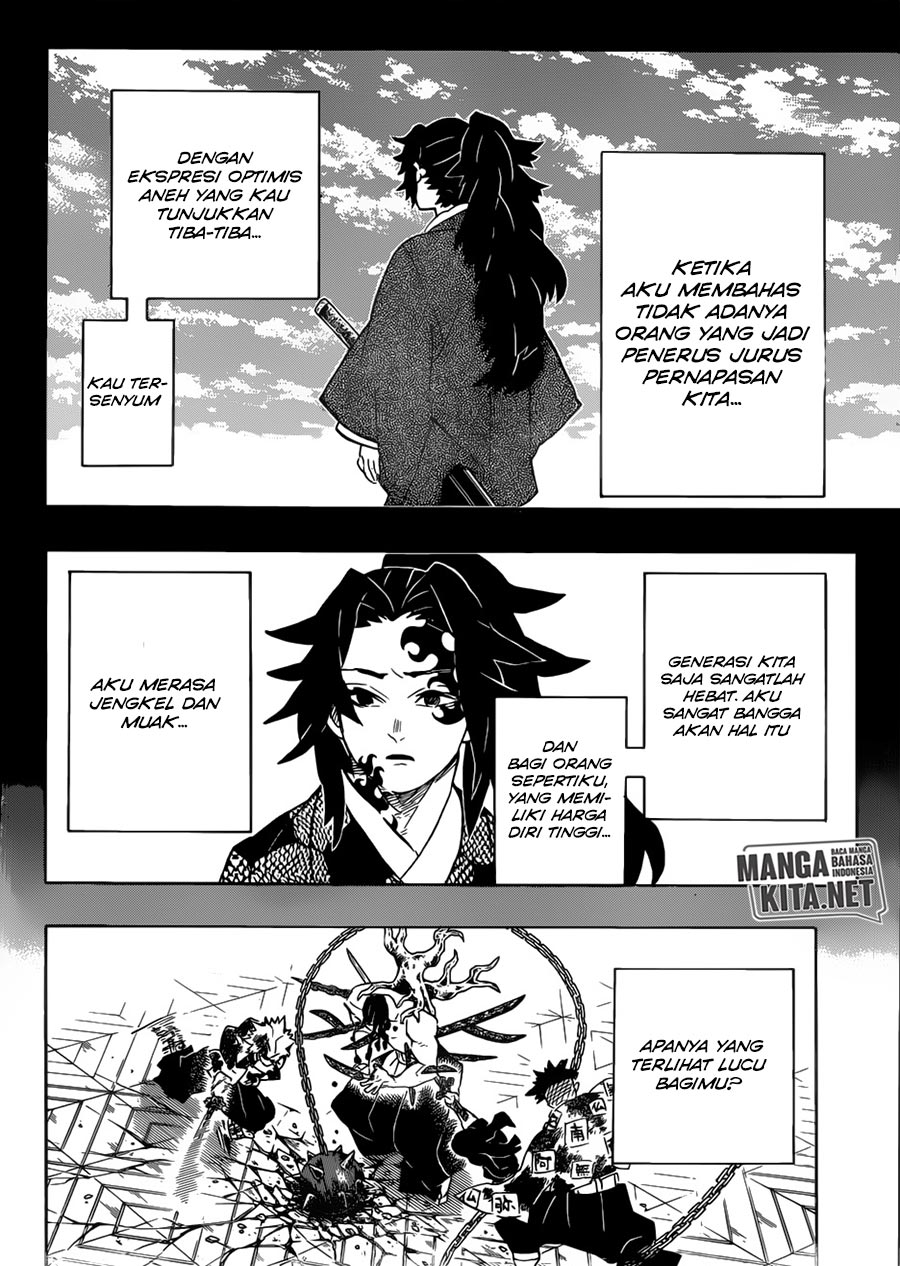 KETIKA
AKU MEMBAHAS
TIDAK ADANYA
ORANG YANG JADI
PENERUS JURUS
PERNAPASAN
KITA...
DENGAN
EKSPRESI OPTIMIS
ANEH YANG KAU
TUNJUKKAN
TIBA-TIBA...
KAU TER-
SENYUM
GENERASI KITA
SAJA SANGATLAH
HEBAT. AKU
SANGAT BANGGA
AKAN HAL ITU
DAN
BAGI ORANG
SEPERTIKU,
YANG MEMI-
LIKI HARGA
DIRI TINGGI...
AKU MERASA
JENGKEL DAN
MUAK...
MANGA
KITA.NET
BACA MANGA
BAHASA
INDONESIA
APANYA YANG
TERLIHAT LUCU
BAGIMU?
南
無
阿
弥
仏
仏